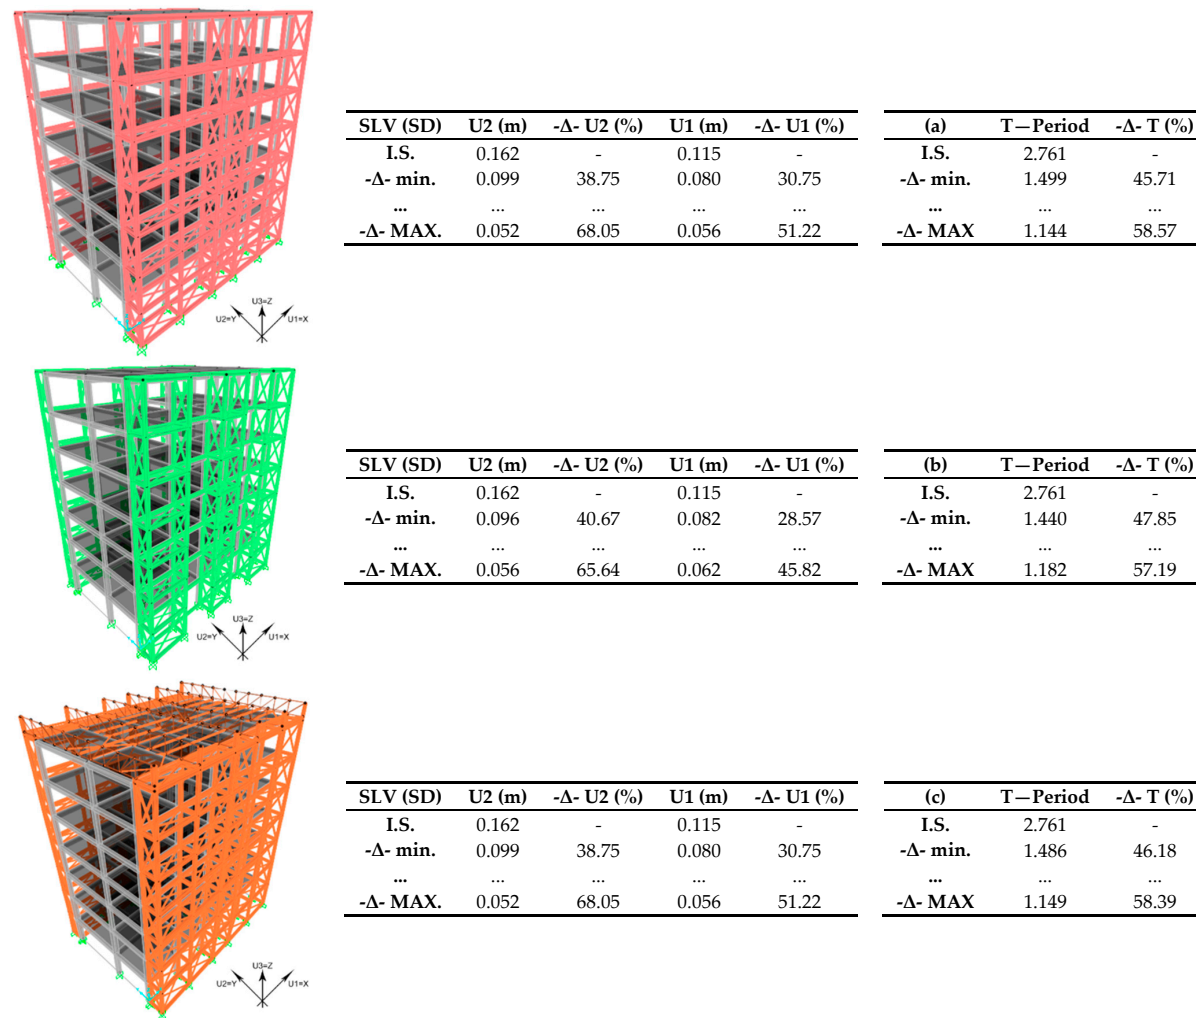 SLV (SD) U2 (m) -Δ- U2 (%) U1 (m) -Δ- U1 (%)
I.S. 0.162 - 0.115 -
-Δ- min. 0.099 38.75 0.080 30.75
... ... ... ... ...
-Δ- MAX. 0.052 68.05 0.056 51.22
(a) T—Period -Δ- T (%)
I.S. 2.761 -
-Δ- min. 1.499 45.71
... ... ...
-Δ- MAX 1.144 58.57
U3=Z
U2=Y U1=X
SLV (SD) U2 (m) -Δ- U2 (%) U1 (m) -Δ- U1 (%)
I.S. 0.162 - 0.115 -
-Δ- min. 0.096 40.67 0.082 28.57
... ... ... ... ...
-Δ- MAX. 0.056 65.64 0.062 45.82
(b) T—Period -Δ- T (%)
I.S. 2.761 -
-Δ- min. 1.440 47.85
... ... ...
-Δ- MAX 1.182 57.19
U3=Z
U2=Y U1=X
SLV (SD) U2 (m) -Δ- U2 (%) U1 (m) -Δ- U1 (%)
I.S. 0.162 - 0.115 -
-Δ- min. 0.099 38.75 0.080 30.75
... ... ... ... ...
-Δ- MAX. 0.052 68.05 0.056 51.22
(c) T—Period -Δ- T (%)
I.S. 2.761 -
-Δ- min. 1.486 46.18
... ... ...
-Δ- MAX 1.149 58.39
U3=Z
U2=Y U1=X